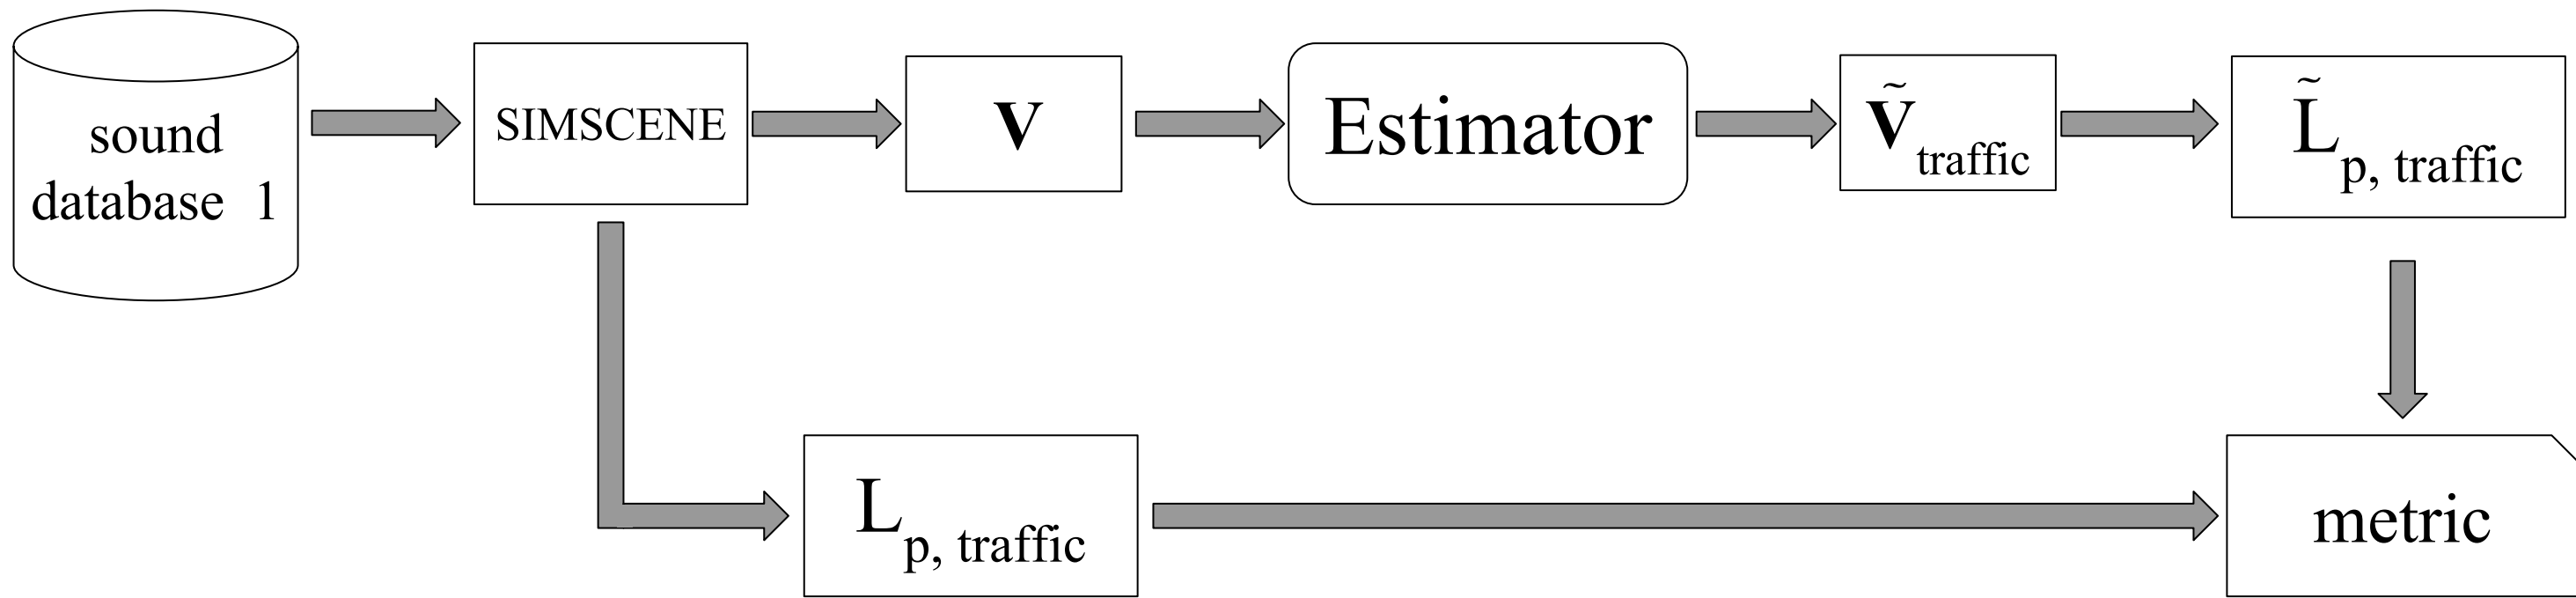 sound
database 1
SIMSCENE
V
Estimator
Ṽ traffic
L̃ p, traffic
L p, traffic
metric